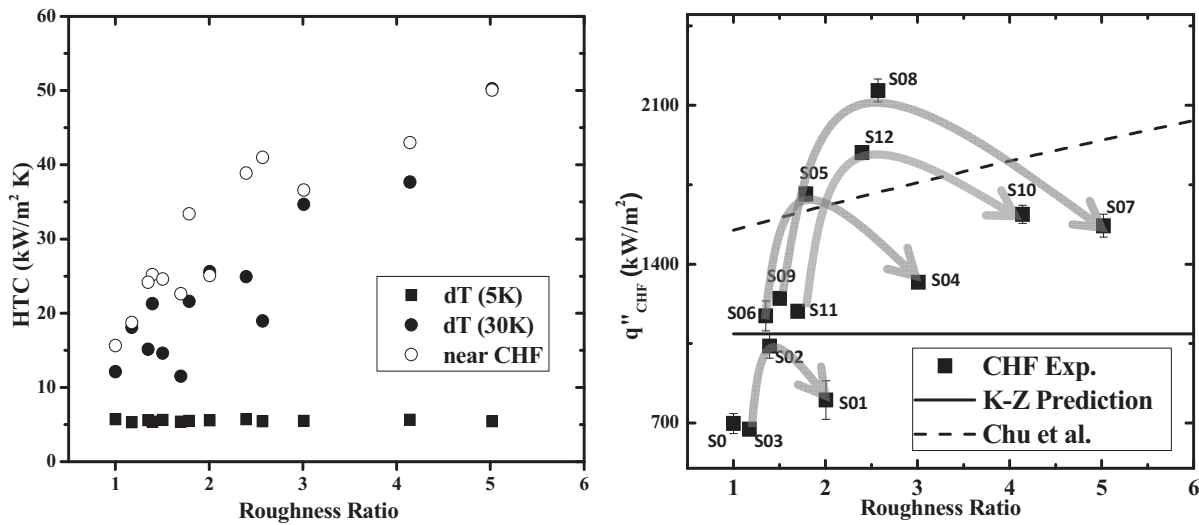 60
50
40
30
20
10
0
HTC (kW/m² K)
dT (5K)
dT (30K)
near CHF
1 2 3 4 5 6
Roughness Ratio
2100
1400
700
q"CHF (kW/m²)
S08
S12
S05
S10
S07
S09
S04
S06
S11
S02
S01
S0
S03
CHF Exp.
K-Z Prediction
Chu et al.
1 2 3 4 5 6
Roughness Ratio